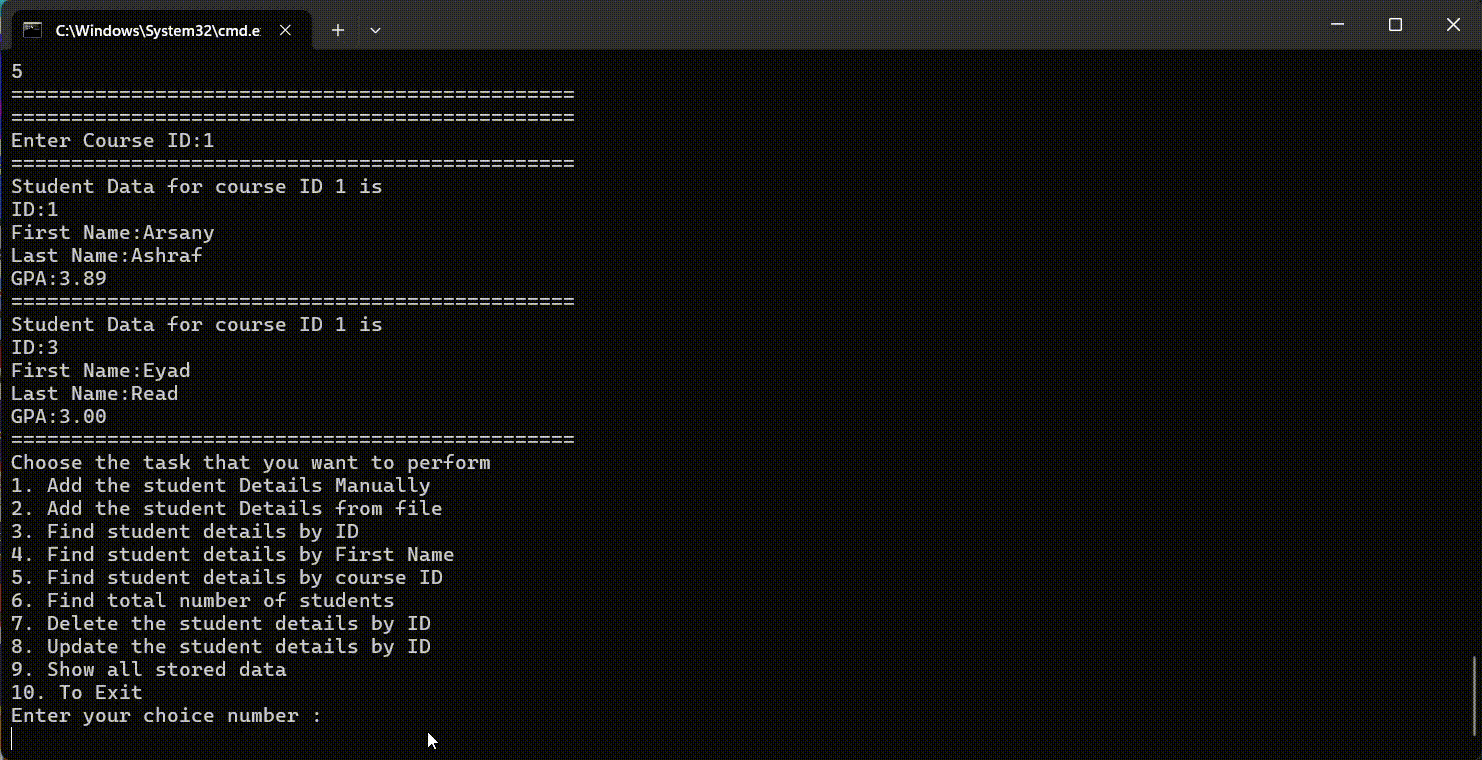 C:\Windows\System32\cmd.e
5
===============================================
===============================================
Enter Course ID:1
===============================================
Student Data for course ID 1 is
ID:1
First Name:Arsany
Last Name:Ashraf
GPA:3.89
===============================================
Student Data for course ID 1 is
ID:3
First Name:Eyad
Last Name:Read
GPA:3.00
===============================================
Choose the task that you want to perform
1. Add the student Details Manually
2. Add the student Details from file
3. Find student details by ID
4. Find student details by First Name
5. Find student details by course ID
6. Find total number of students
7. Delete the student details by ID
8. Update the student details by ID
9. Show all stored data
10. To Exit
Enter your choice number :